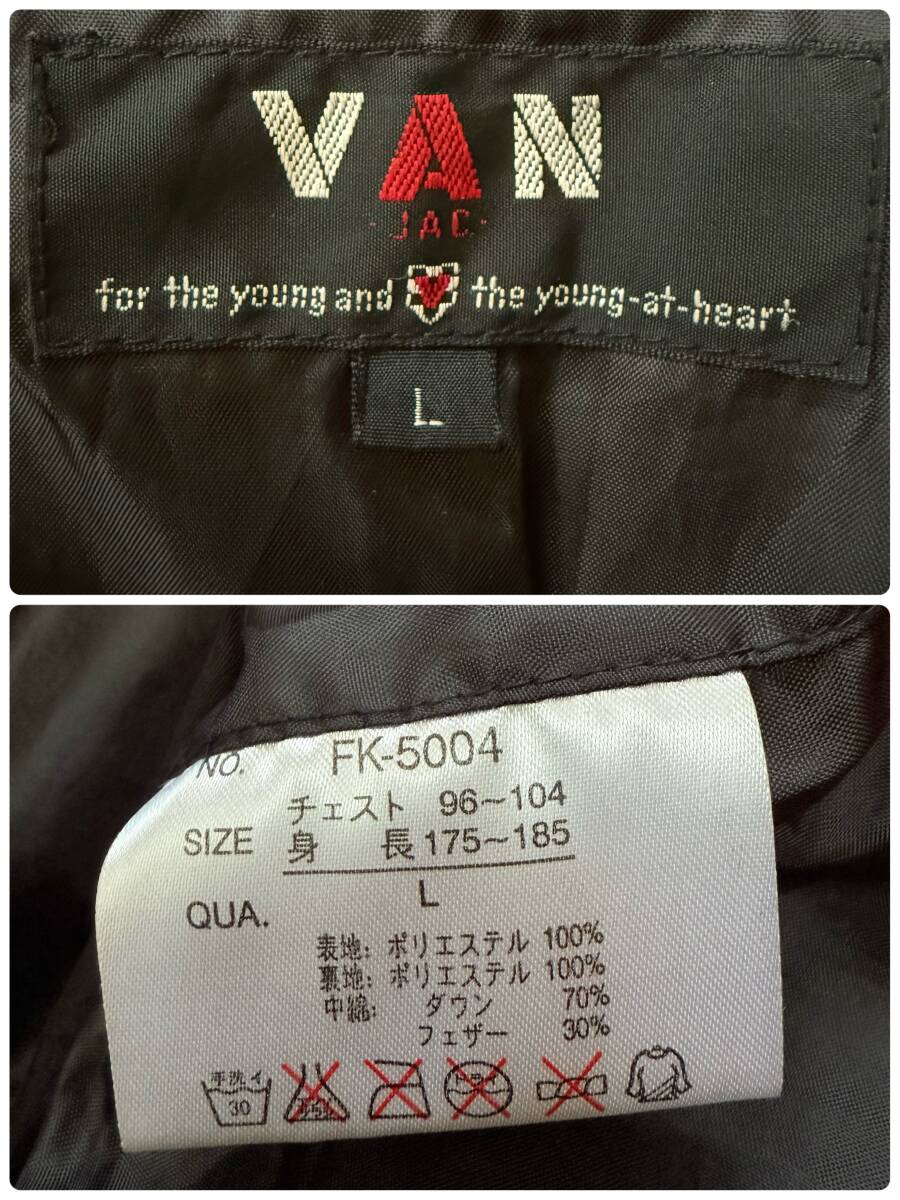 VAN
·JAC·
for the young and the young-at-heart
L
NO. FK-5004
SIZE チェスト 96~104
身 長 175~185
L
QUA.
表地: ポリエステル 100%
裏地: ポリエステル 100%
中綿: ダウン 70%
フェザー 30%
手洗イ
30